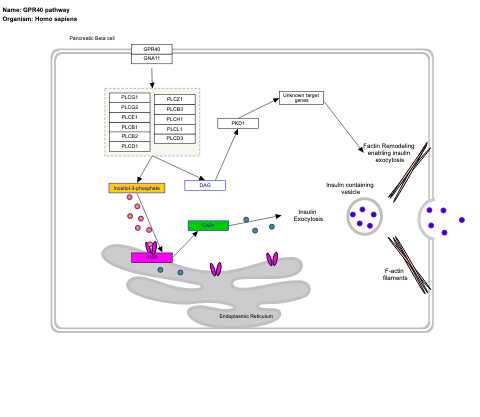 Name: GPR40 pathway
Organism: Homo sapiens
Pancreatic Beta cell
GPR40
GNA11
PLCG1
PLCG2
PLCE1
PLCB1
PLCB2
PLCD1
PLCZ1
PLCB3
PLCH1
PLCL1
PLCD3
Unknown target
genes
PKD1
Factin Remodeling
enabling insulin
exocytosis
Inositol-3-phosphate
DAG
Insulin containing
vesicle
Insulin
Exocytosis
Ca2+
F-actin
filaments
Endoplasmic Reticulum